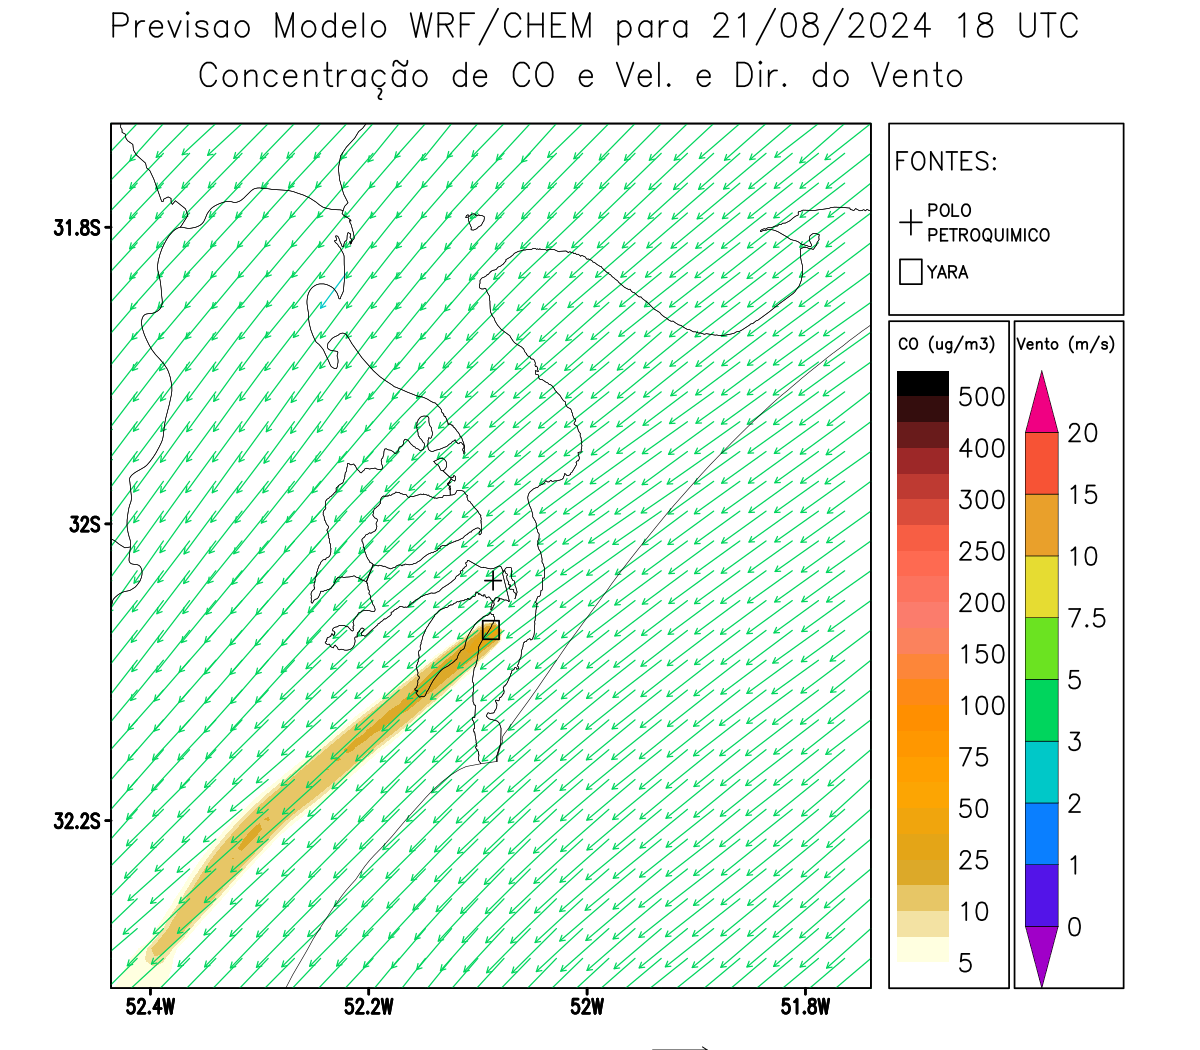 Previsao Modelo WRF/CHEM para 21/08/2024 18 UTC
Concentração de CO e Vel. e Dir. do Vento
FONTES:
POLO
PETROQUIMICO
YARA
CO (ug/m3)
500
400
300
250
200
150
100
75
50
25
10
5
Vento (m/s)
20
15
10
7.5
5
3
2
1
0
31.8S
32S
32.2S
52.4W
52.2W
52W
51.8W